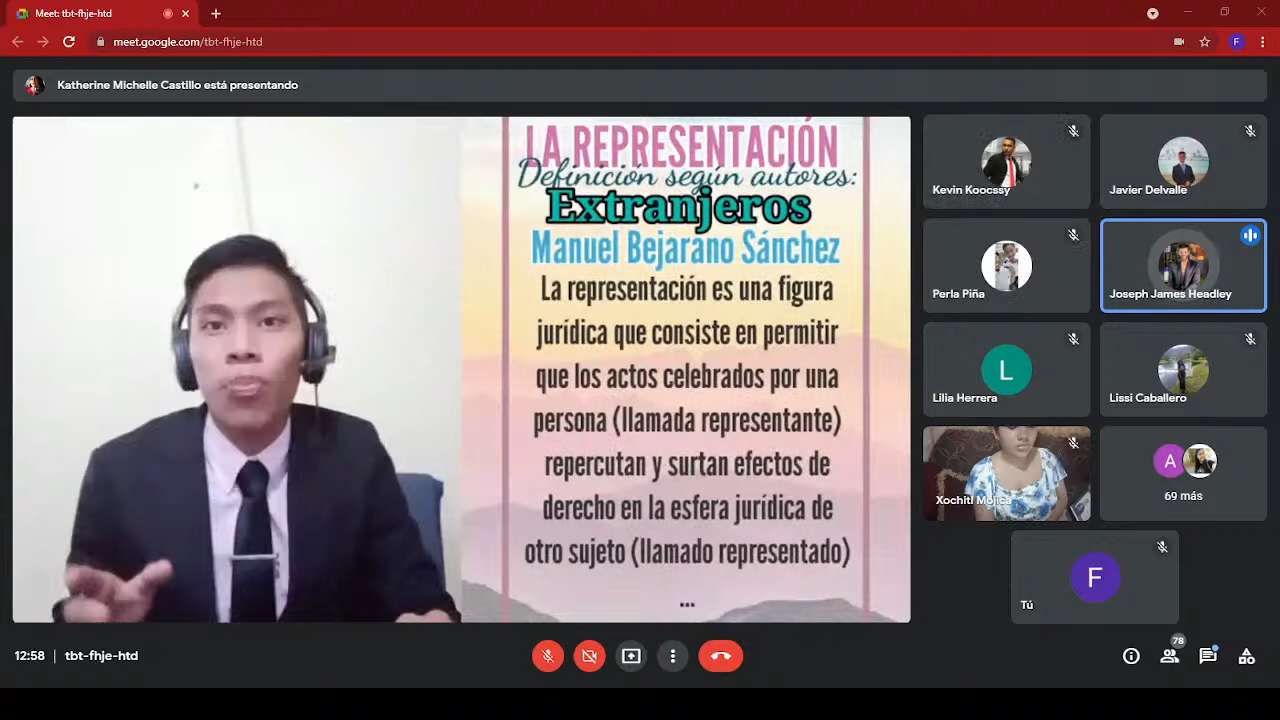 Meet: tbt-fhje-htd
meet.google.com/tbt-fhje-htd
F
Katherine Michelle Castillo está presentando
LA REPRESENTACIÓN
Definición según autores:
Extranjeros
Manuel Bejarano Sánchez
La representación es una figura
jurídica que consiste en permitir
que los actos celebrados por una
persona (llamada representante)
repercutan y surtan efectos de
derecho en la esfera jurídica de
otro sujeto (llamado representado)
...
Kevin Koocssy
Javier Delvalle
Perla Piña
Joseph James Headley
L
Lilia Herrera
Lissi Caballero
Xochitl Mojica
A
69 más
F
Tú
12:58 | tbt-fhje-htd
78